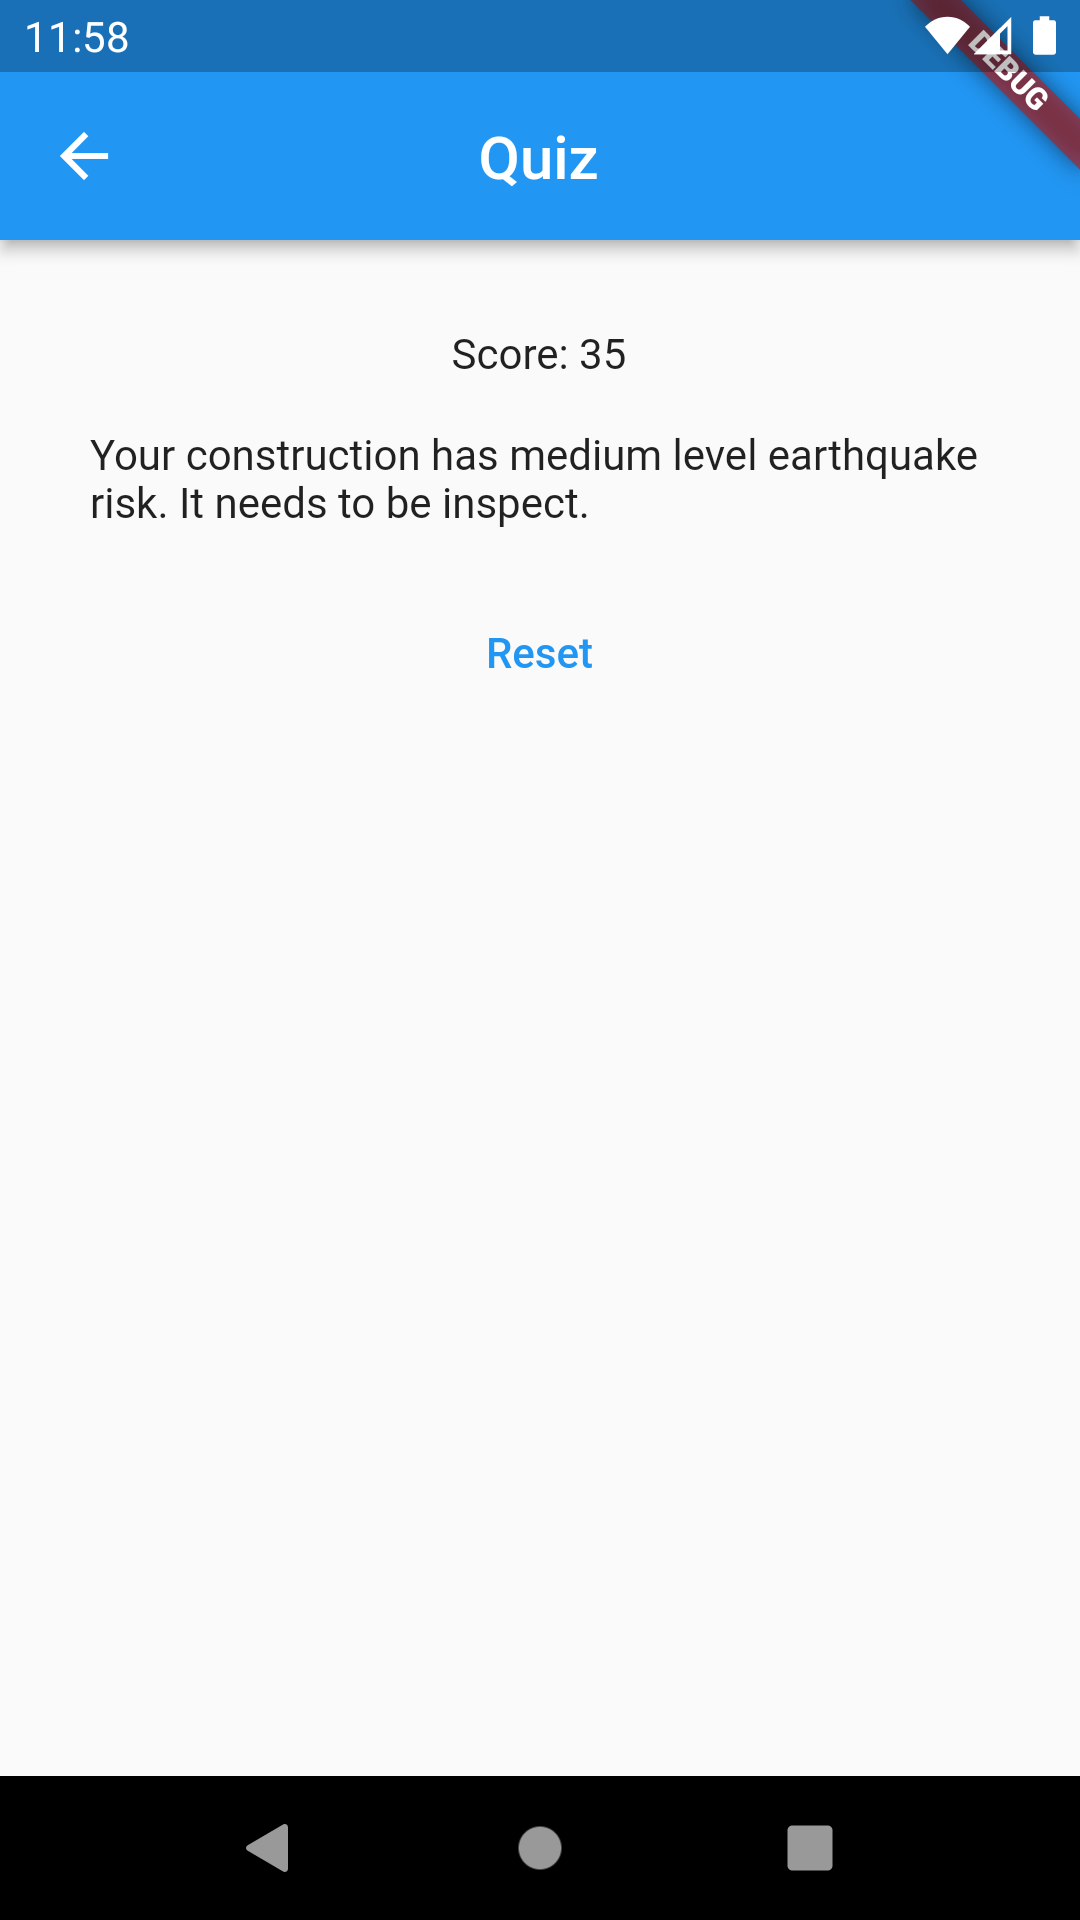 11:58
DEBUG
Quiz
Score: 35
Your construction has medium level earthquake
risk. It needs to be inspect.
Reset